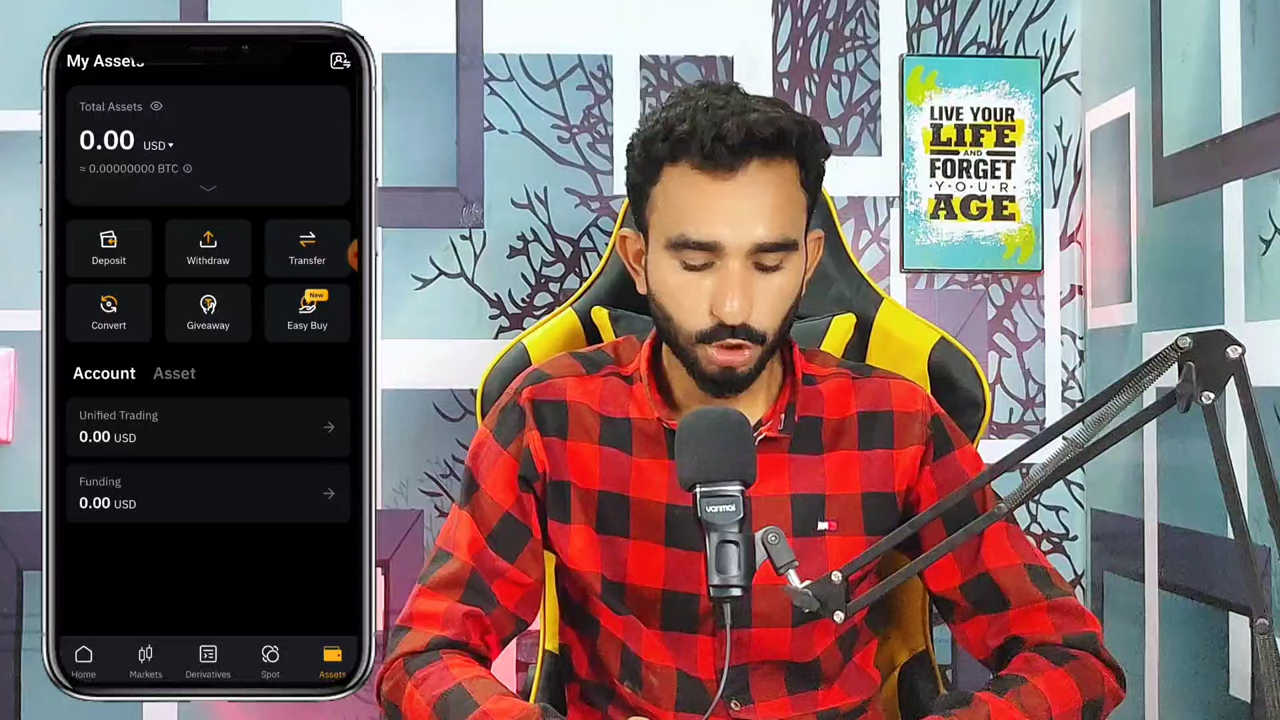 My Assets
Total Assets
0.00 USD
≈ 0.00000000 BTC
Deposit
Withdraw
Transfer
Convert
Giveaway
New
Easy Buy
Account
Asset
Unified Trading
0.00 USD
Funding
0.00 USD
Home
Markets
Derivatives
Spot
Assets
LIVE YOUR
LIFE
AND
FORGET
YOUR
AGE
vanmai